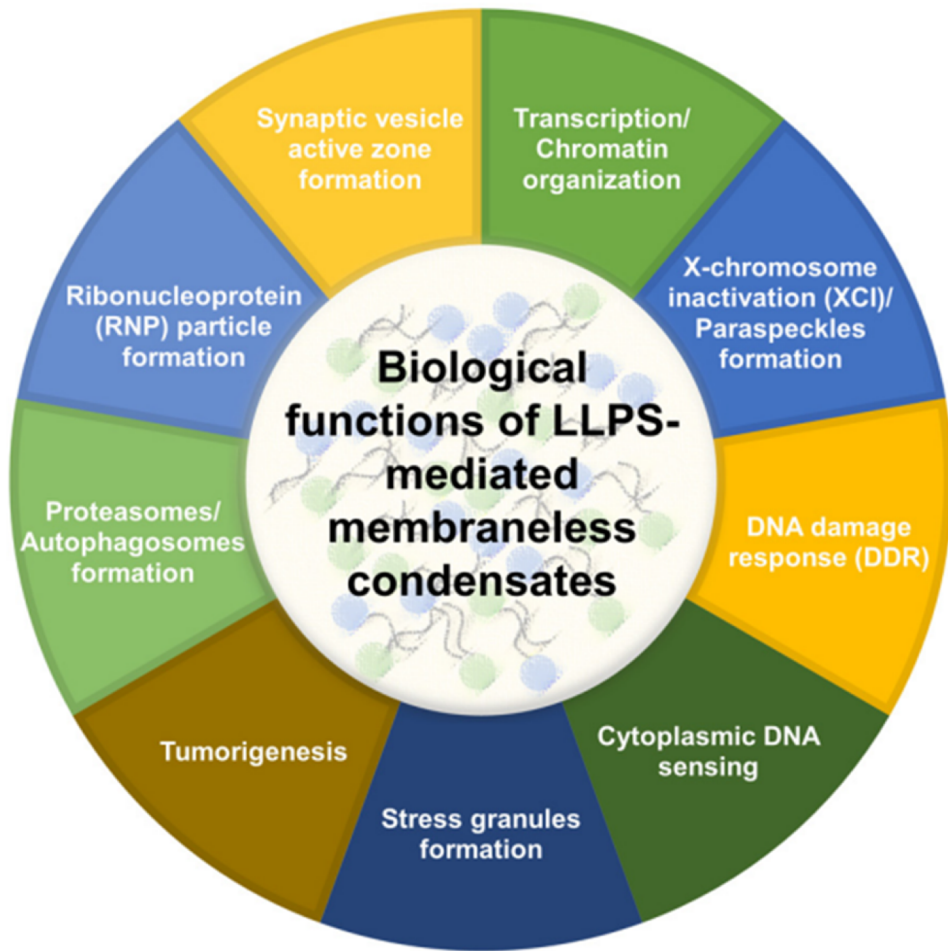 Biological
functions of LLPS-
mediated
membraneless
condensates
Transcription/
Chromatin
organization
X-chromosome
inactivation (XCI)/
Paraspeckles
formation
DNA damage
response (DDR)
Cytoplasmic DNA
sensing
Stress granules
formation
Tumorigenesis
Proteasomes/
Autophagosomes
formation
Ribonucleoprotein
(RNP) particle
formation
Synaptic vesicle
active zone
formation